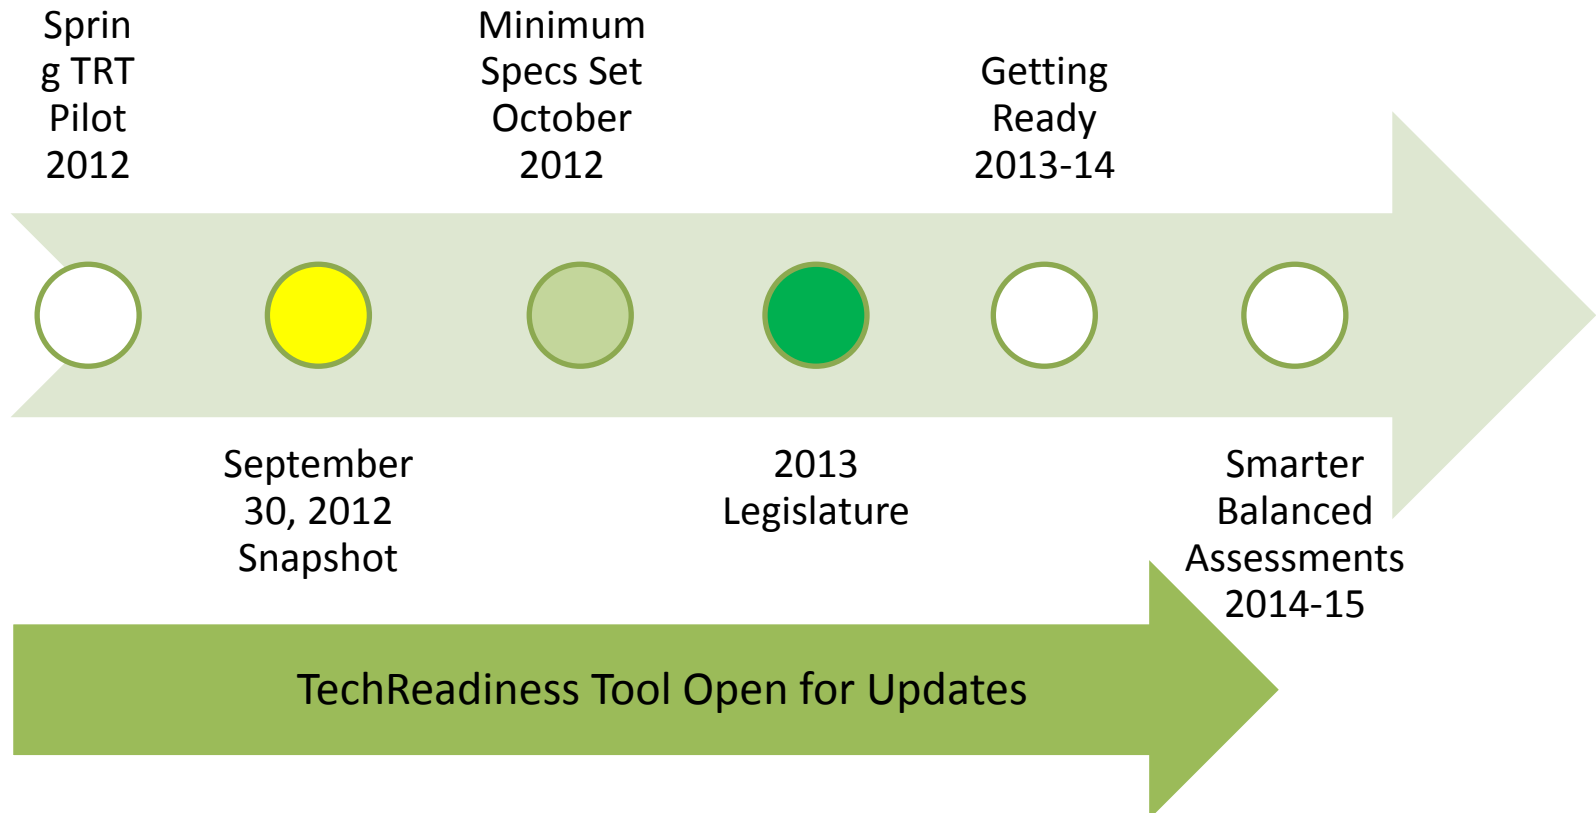 Sprin
g TRT
Pilot
2012
Minimum
Specs Set
October
2012
Getting
Ready
2013-14
September
30, 2012
Snapshot
2013
Legislature
Smarter
Balanced
Assessments
2014-15
TechReadiness Tool Open for Updates